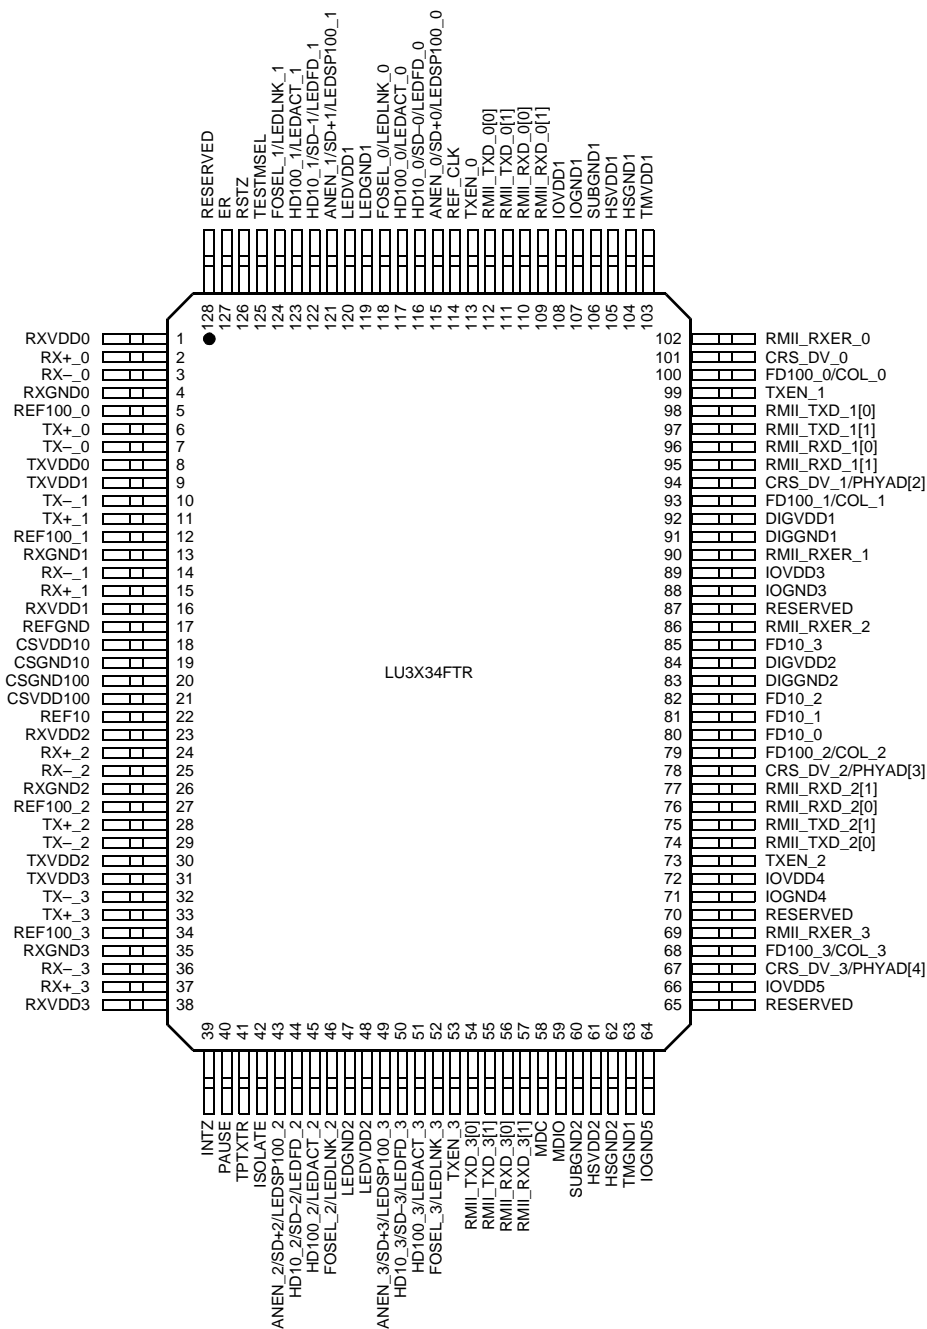 RESERVED
ER
RSTZ
TESTMSEL
FOSEL_1/LEDLNK_1
HD100_1/LEDACT_1
HD10_1/SD–1/LEDFD_1
ANEN_1/SD+1/LEDSP100_1
LEDVDD1
LEDGND1
FOSEL_0/LEDLNK_0
HD100_0/LEDACT_0
HD10_0/SD–0/LEDFD_0
ANEN_0/SD+0/LEDSP100_0
REF_CLK
TXEN_0
RMII_TXD_0[0]
RMII_TXD_0[1]
RMII_RXD_0[0]
RMII_RXD_0[1]
IOVDD1
IOGND1
SUBGND1
HSVDD1
HSGND1
TMVDD1
128
127
126
125
124
123
122
121
120
119
118
117
116
115
114
113
112
111
110
109
108
107
106
105
104
103
RXVDD0 1
RX+_0 2
RX–_0 3
RXGND0 4
REF100_0 5
TX+_0 6
TX–_0 7
TXVDD0 8
TXVDD1 9
TX–_1 10
TX+_1 11
REF100_1 12
RXGND1 13
RX–_1 14
RX+_1 15
RXVDD1 16
REFGND 17
CSVDD10 18
CSGND10 19
CSGND100 20
CSVDD100 21
REF10 22
RXVDD2 23
RX+_2 24
RX–_2 25
RXGND2 26
REF100_2 27
TX+_2 28
TX–_2 29
TXVDD2 30
TXVDD3 31
TX–_3 32
TX+_3 33
REF100_3 34
RXGND3 35
RX–_3 36
RX+_3 37
RXVDD3 38
LU3X34FTR
102 RMII_RXER_0
101 CRS_DV_0
100 FD100_0/COL_0
99 TXEN_1
98 RMII_TXD_1[0]
97 RMII_TXD_1[1]
96 RMII_RXD_1[0]
95 RMII_RXD_1[1]
94 CRS_DV_1/PHYAD[2]
93 FD100_1/COL_1
92 DIGVDD1
91 DIGGND1
90 RMII_RXER_1
89 IOVDD3
88 IOGND3
87 RESERVED
86 RMII_RXER_2
85 FD10_3
84 DIGVDD2
83 DIGGND2
82 FD10_2
81 FD10_1
80 FD10_0
79 FD100_2/COL_2
78 CRS_DV_2/PHYAD[3]
77 RMII_RXD_2[1]
76 RMII_RXD_2[0]
75 RMII_TXD_2[1]
74 RMII_TXD_2[0]
73 TXEN_2
72 IOVDD4
71 IOGND4
70 RESERVED
69 RMII_RXER_3
68 FD100_3/COL_3
67 CRS_DV_3/PHYAD[4]
66 IOVDD5
65 RESERVED
39
40
41
42
43
44
45
46
47
48
49
50
51
52
53
54
55
56
57
58
59
60
61
62
63
64
INTZ
PAUSE
TPTXTR
ISOLATE
ANEN_2/SD+2/LEDSP100_2
HD10_2/SD–2/LEDFD_2
HD100_2/LEDACT_2
FOSEL_2/LEDLNK_2
LEDGND2
LEDVDD2
ANEN_3/SD+3/LEDSP100_3
HD10_3/SD–3/LEDFD_3
HD100_3/LEDACT_3
FOSEL_3/LEDLNK_3
TXEN_3
RMII_TXD_3[0]
RMII_TXD_3[1]
RMII_RXD_3[0]
RMII_RXD_3[1]
MDC
MDIO
SUBGND2
HSVDD2
HSGND2
TMGND1
IOGND5